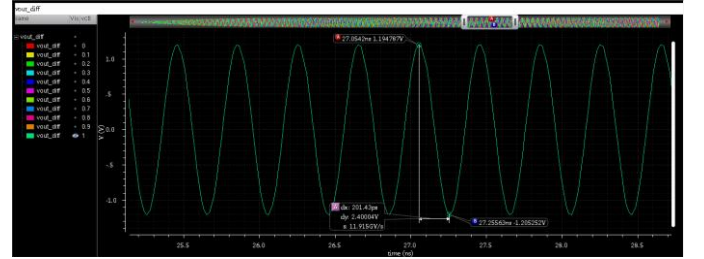 vout_diff
Name Vis vctl
vout_diff
vout_diff 0
vout_diff 0.1
vout_diff 0.2
vout_diff 0.3
vout_diff 0.4
vout_diff 0.5
vout_diff 0.6
vout_diff 0.7
vout_diff 0.8
vout_diff 0.9
vout_diff 1
27.0542ns 1.194787V
1.0
.5
0.0
-.5
-1.0
V (V)
dx: 201.43ps
dy: 2.40004V
s: 11.915GV/s
27.25563ns -1.205252V
25.5 26.0 26.5 27.0 27.5 28.0 28.5
time (ns)